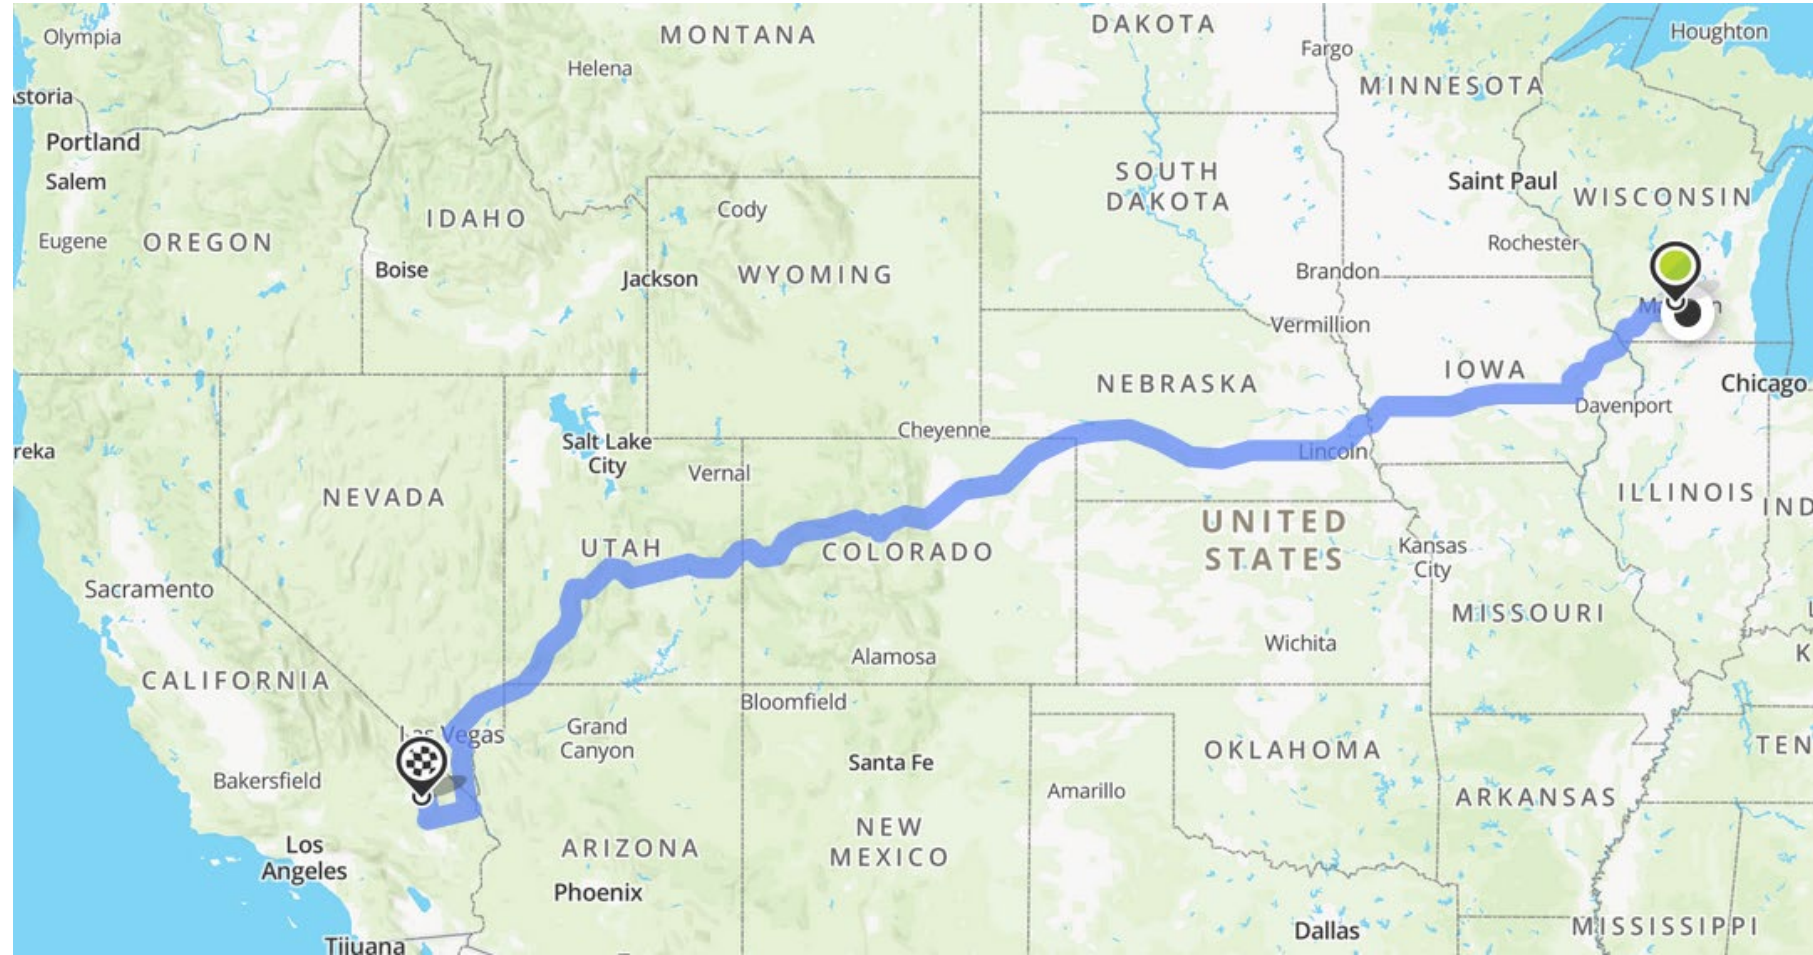 MONTANA
DAKOTA
Houghton
Olympia
Fargo
Helena
MINNESOTA
storia
Portland
Salem
SOUTH
DAKOTA
Saint Paul
WISCONSIN
Cody
IDAHO
Eugene
OREGON
Rochester
Boise
Jackson
WYOMING
Brandon
Vermillion
IOWA
NEBRASKA
Chicago
Davenport
Cheyenne
reka
Salt Lake
City
Lincoln
Vernal
NEVADA
ILLINOIS
IND
UNITED
STATES
UTAH
COLORADO
Kansas
City
Sacramento
MISSOURI
Wichita
Alamosa
K
CALIFORNIA
Bloomfield
Las Vegas
Grand
Canyon
OKLAHOMA
TEN
Santa Fe
Bakersfield
Amarillo
ARKANSAS
NEW
MEXICO
Los
Angeles
ARIZONA
Phoenix
Dallas
MISSISSIPPI
Tijuana